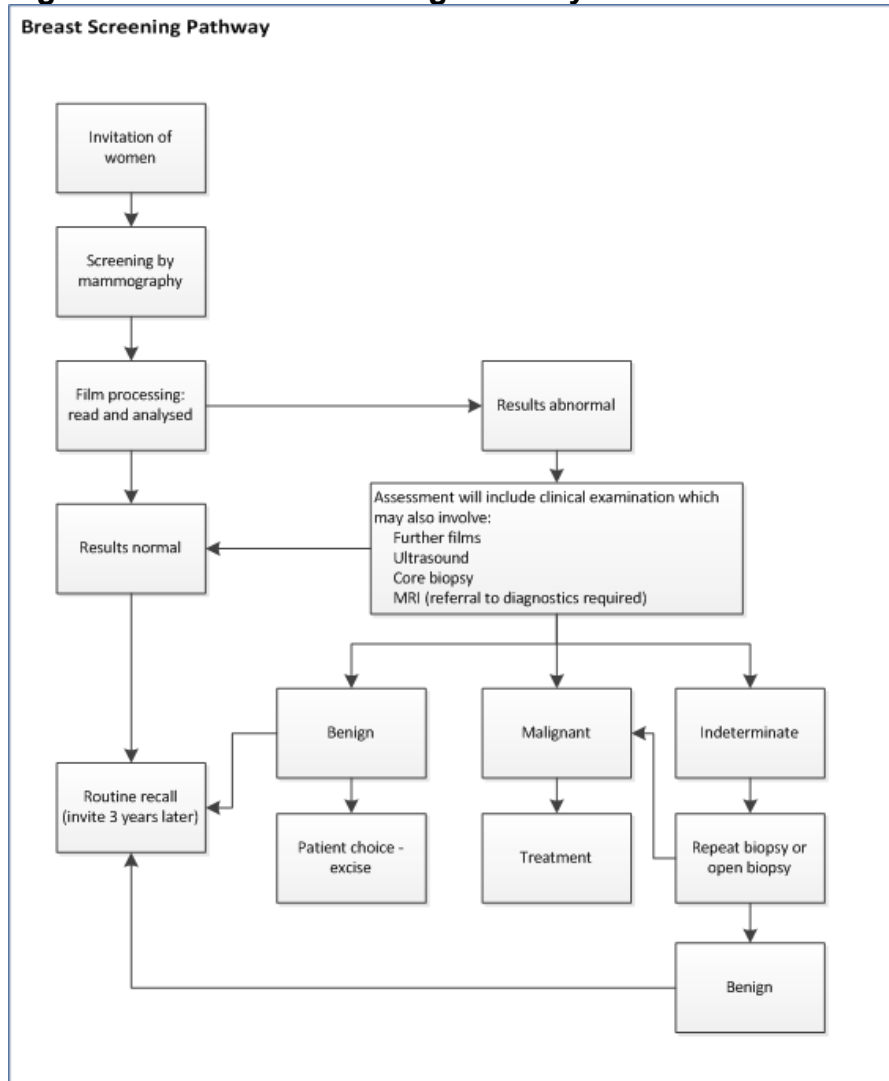 Breast Screening Pathway
Invitation of
women
Screening by
mammography
Film processing:
read and analysed
Results abnormal
Assessment will include clinical examination which
may also involve:
Further films
Ultrasound
Core biopsy
MRI (referral to diagnostics required)
Results normal
Benign
Malignant
Indeterminate
Routine recall
(invite 3 years later)
Patient choice -
excise
Treatment
Repeat biopsy or
open biopsy
Benign